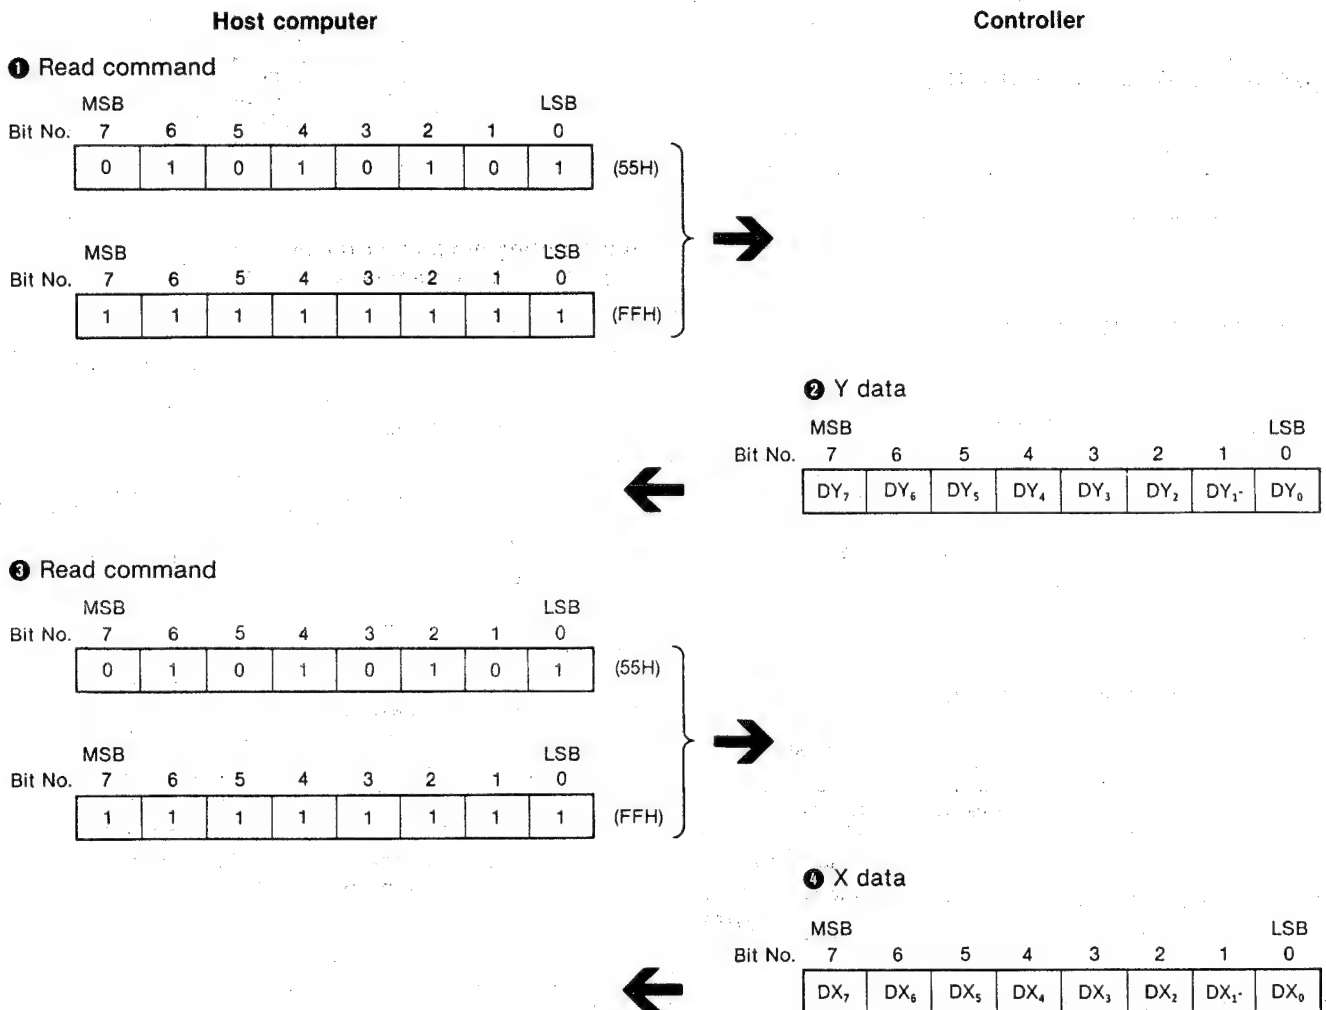 Host computer Controller
❶ Read command
MSB LSB
Bit No. 7 6 5 4 3 2 1 0
0 1 0 1 0 1 0 1 (55H)
MSB LSB
Bit No. 7 6 5 4 3 2 1 0
1 1 1 1 1 1 1 1 (FFH)
❷ Y data
MSB LSB
Bit No. 7 6 5 4 3 2 1 0
DY₇ DY₆ DY₅ DY₄ DY₃ DY₂ DY₁ DY₀
❸ Read command
MSB LSB
Bit No. 7 6 5 4 3 2 1 0
0 1 0 1 0 1 0 1 (55H)
MSB LSB
Bit No. 7 6 5 4 3 2 1 0
1 1 1 1 1 1 1 1 (FFH)
❹ X data
MSB LSB
Bit No. 7 6 5 4 3 2 1 0
DX₇ DX₆ DX₅ DX₄ DX₃ DX₂ DX₁ DX₀